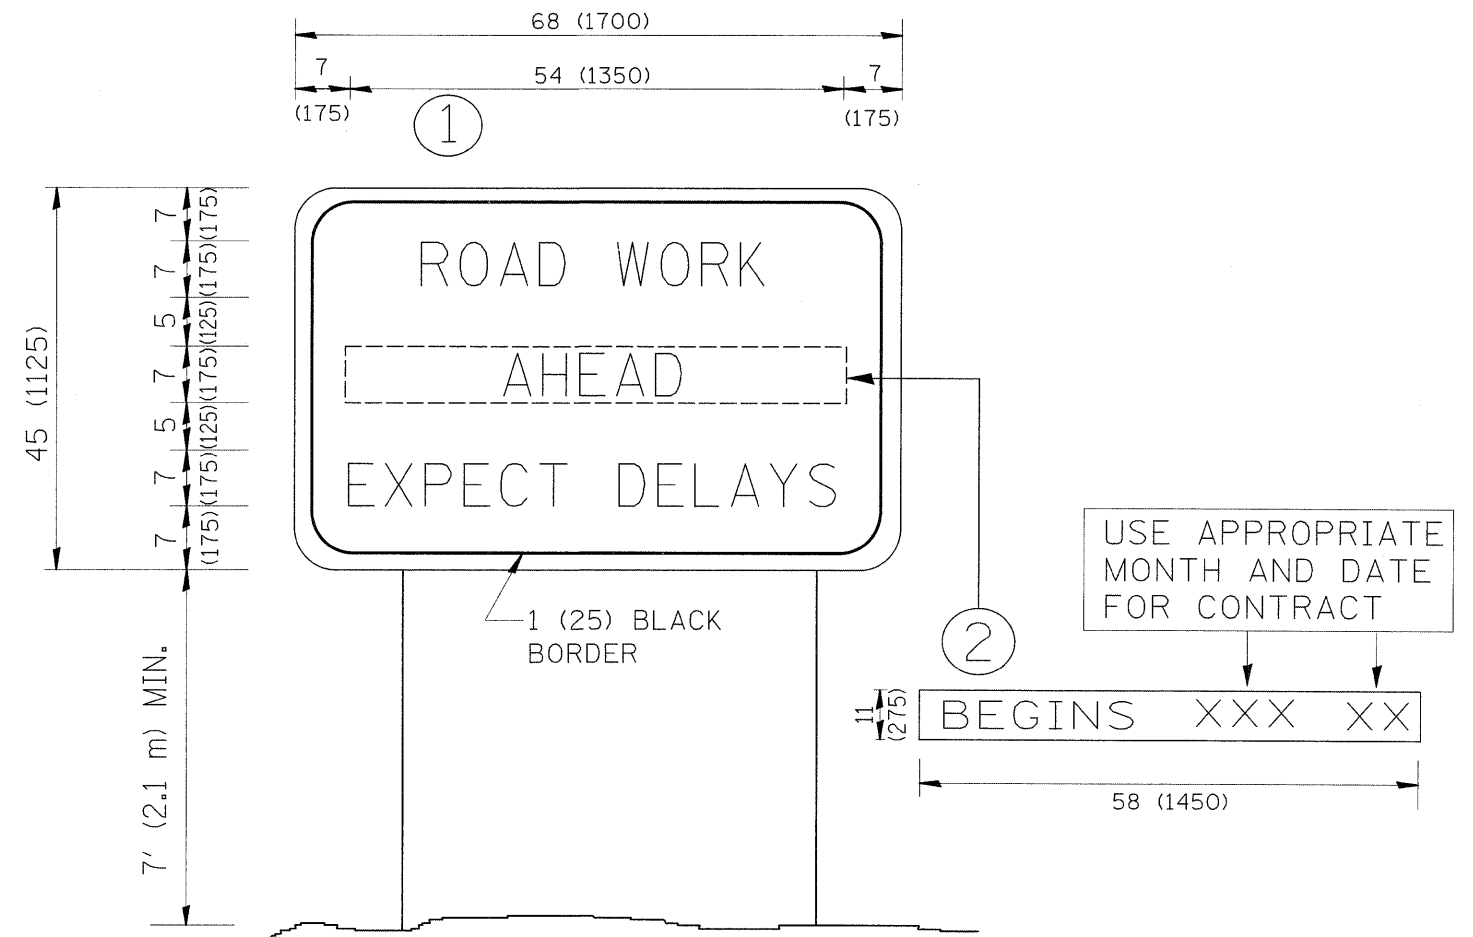 68 (1700)
7 54 (1350) 7
(175) (175)
1
7 (175)
7 (175)
5 (125)
7 (175)
5 (125)
7 (175)
7 (175)
45 (1125)
ROAD WORK
AHEAD
EXPECT DELAYS
1 (25) BLACK
BORDER
7' (2.1 m) MIN.
2
USE APPROPRIATE
MONTH AND DATE
FOR CONTRACT
11
(275)
BEGINS XXX XX
58 (1450)